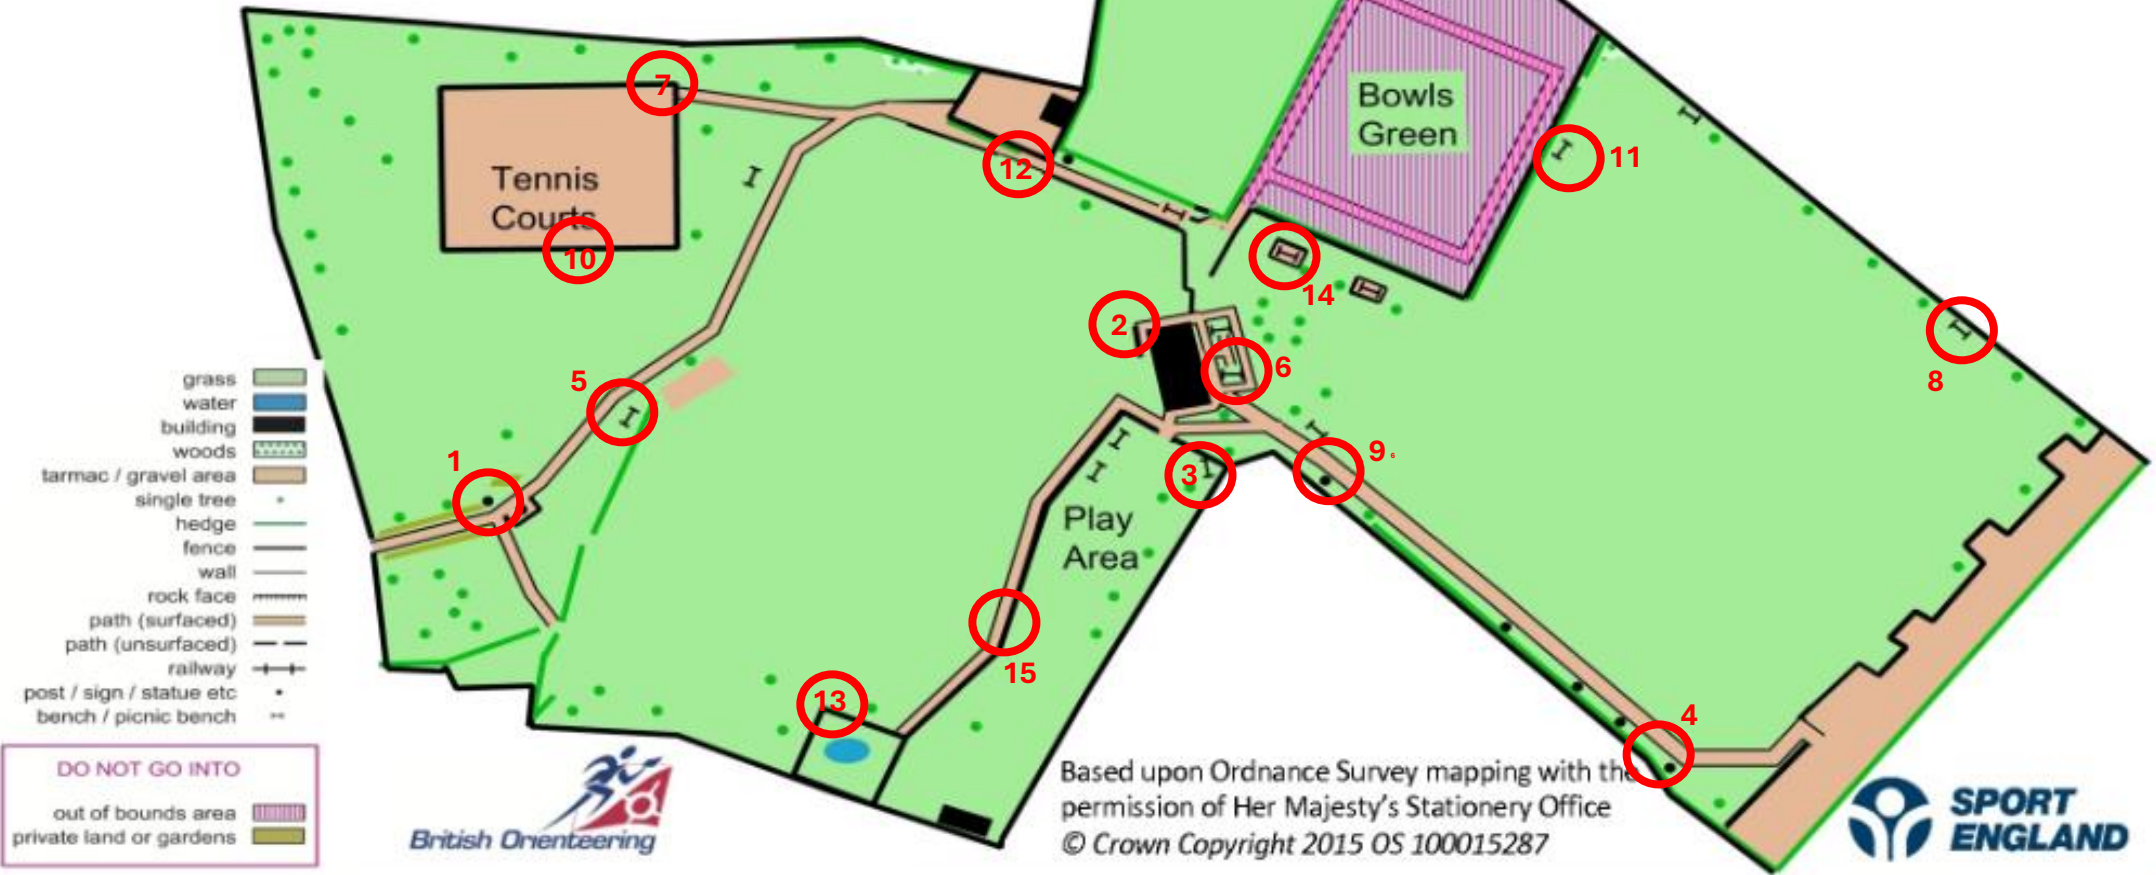 7
Bowls
Green
12
11
Tennis
Courts
10
14
2
6
8
5
grass
water
building
woods
tarmac / gravel area
single tree
hedge
fence
wall
rock face
path (surfaced)
path (unsurfaced)
railway
post / sign / statue etc
bench / picnic bench
1
3
9
6
Play
Area
15
13
4
DO NOT GO INTO
out of bounds area
private land or gardens
British Orienteering
Based upon Ordnance Survey mapping with the
permission of Her Majesty's Stationery Office
© Crown Copyright 2015 OS 100015287
SPORT
ENGLAND